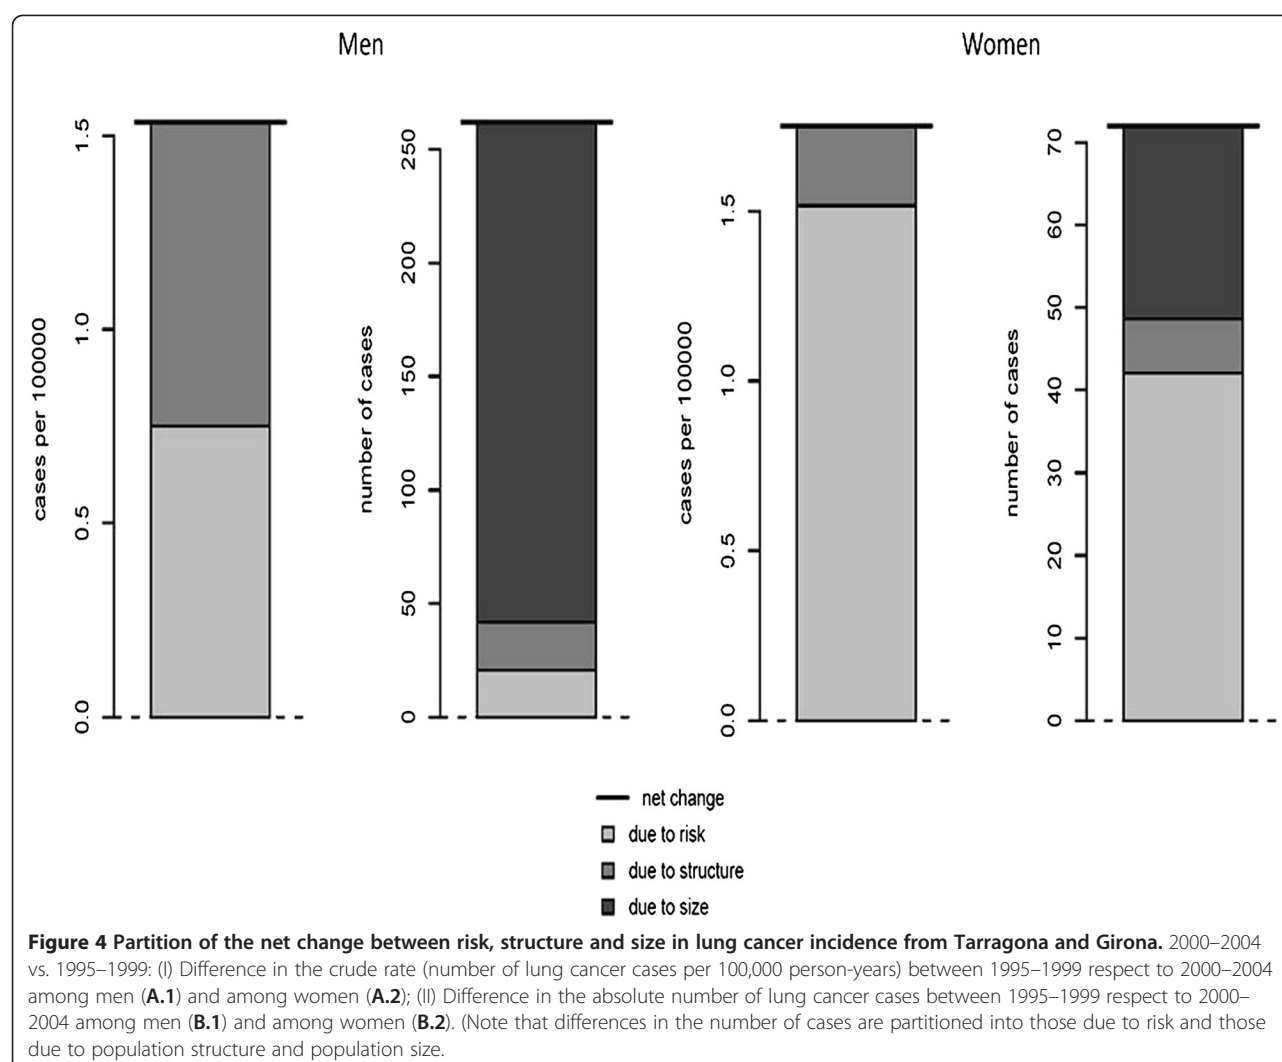 Men
Women
cases per 100000
0.0
0.5
1.0
1.5
number of cases
0
50
100
150
200
250
cases per 100000
0.0
0.5
1.0
1.5
number of cases
0
10
20
30
40
50
60
70
net change
due to risk
due to structure
due to size
Figure 4 Partition of the net change between risk, structure and size in lung cancer incidence from Tarragona and Girona. 2000–2004
vs. 1995–1999: (I) Difference in the crude rate (number of lung cancer cases per 100,000 person-years) between 1995–1999 respect to 2000–2004
among men (A.1) and among women (A.2); (II) Difference in the absolute number of lung cancer cases between 1995–1999 respect to 2000–
2004 among men (B.1) and among women (B.2). (Note that differences in the number of cases are partitioned into those due to risk and those
due to population structure and population size.